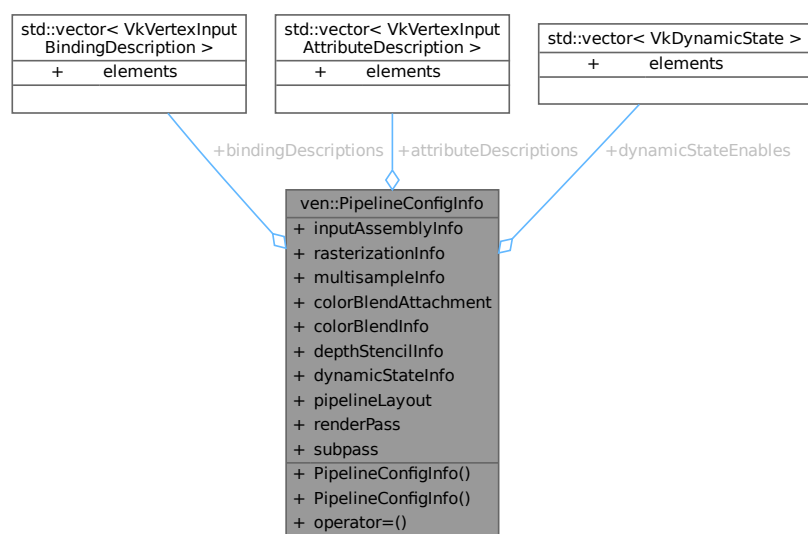 std::vector< VkVertexInput
BindingDescription >
+ elements
std::vector< VkVertexInput
AttributeDescription >
+ elements
std::vector< VkDynamicState >
+ elements
+bindingDescriptions
+attributeDescriptions
+dynamicStateEnables
ven::PipelineConfigInfo
+ inputAssemblyInfo
+ rasterizationInfo
+ multisampleInfo
+ colorBlendAttachment
+ colorBlendInfo
+ depthStencilInfo
+ dynamicStateInfo
+ pipelineLayout
+ renderPass
+ subpass
+ PipelineConfigInfo()
+ PipelineConfigInfo()
+ operator=()